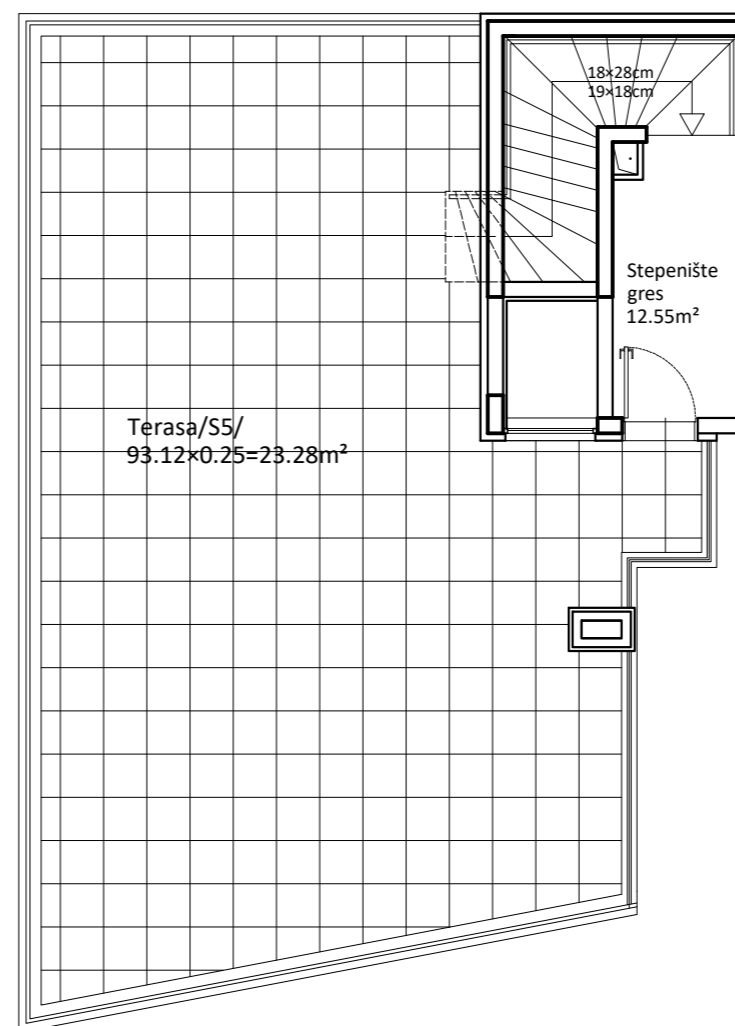 18×28cm
19×18cm
Stepenište
gres
12.55m²
Terasa/S5/
93.12×0.25=23.28m²